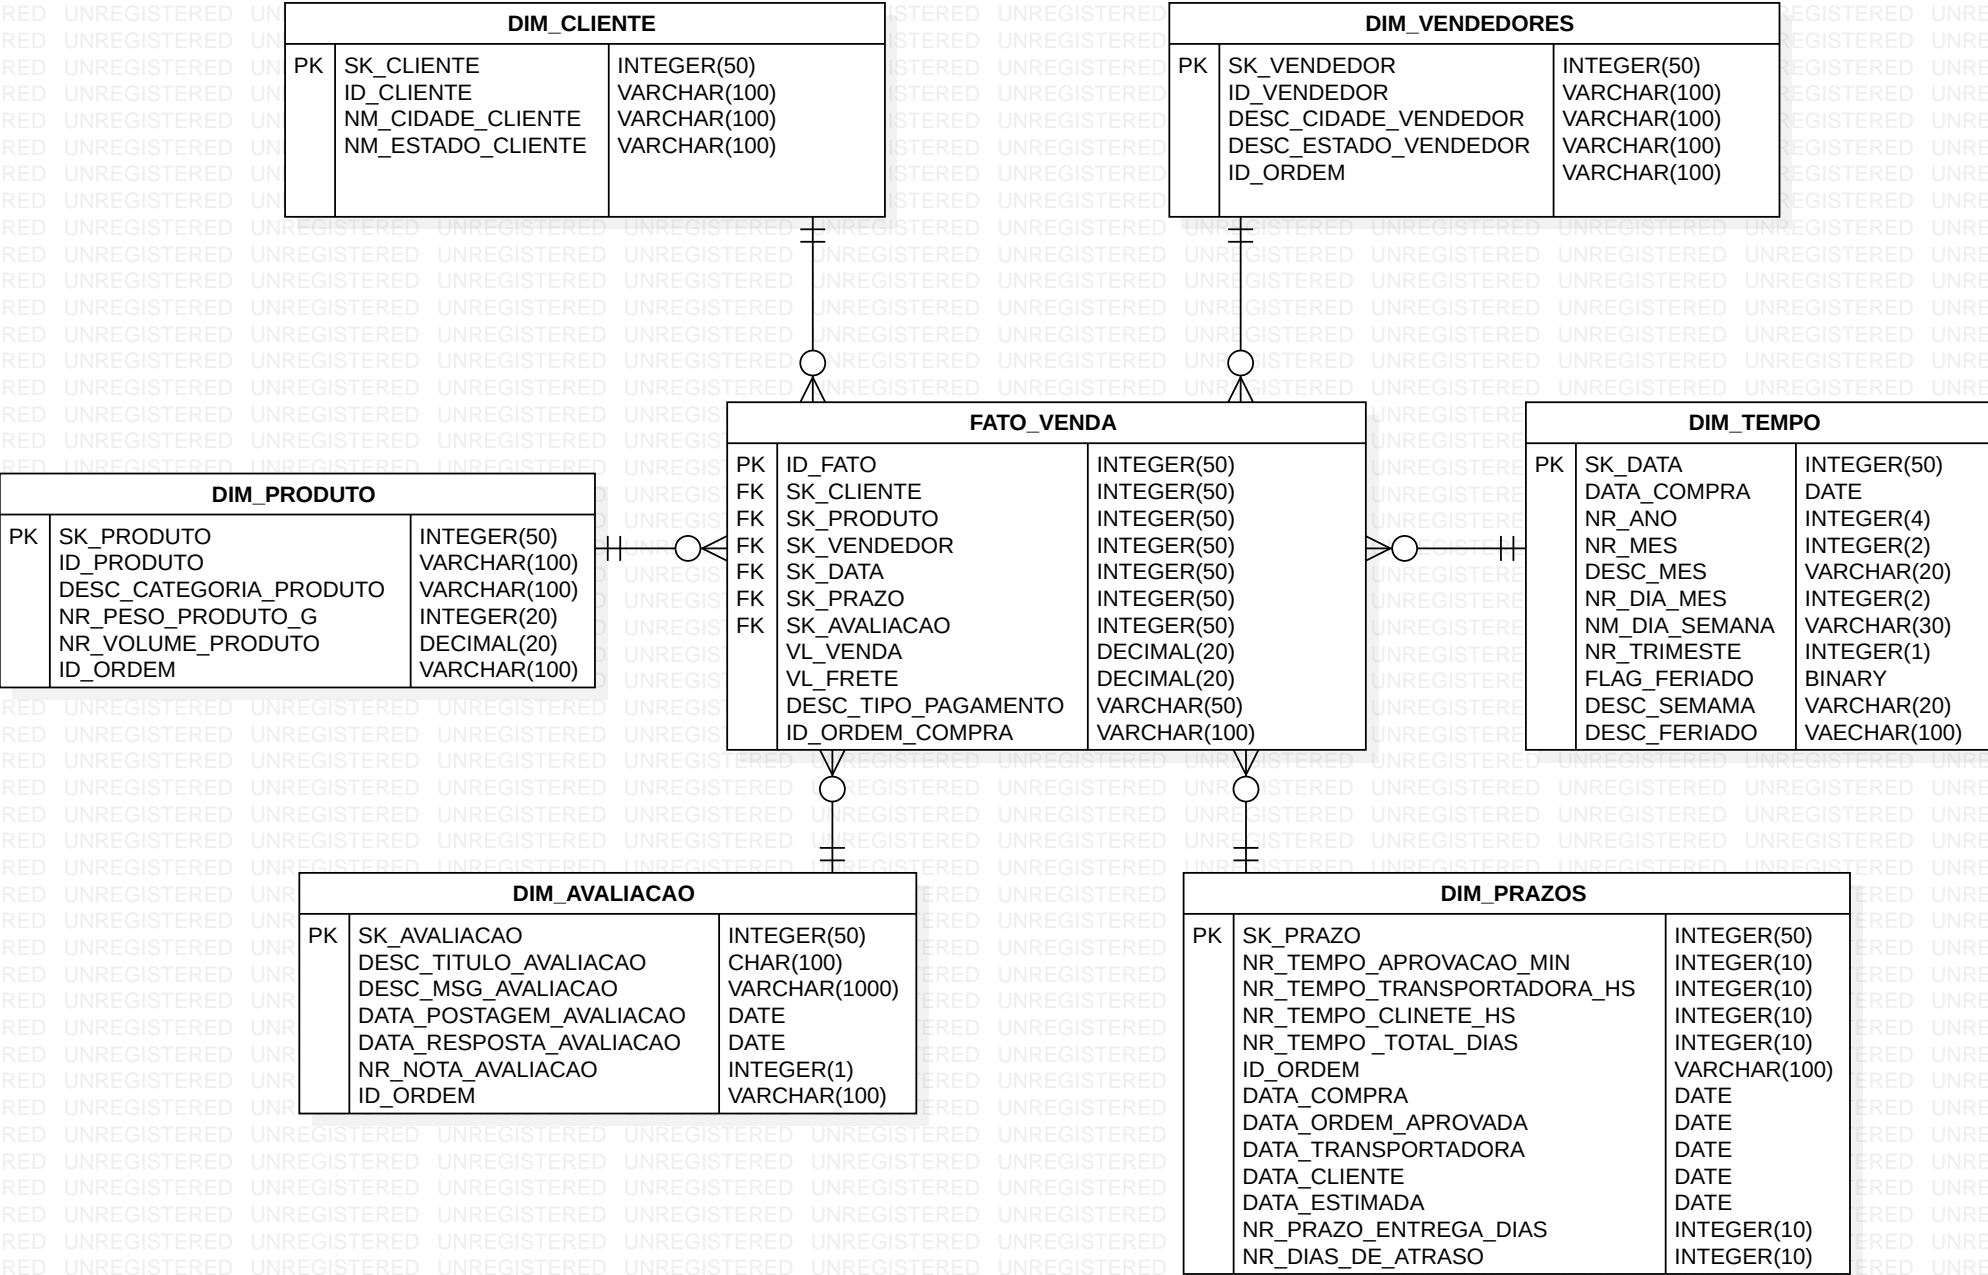 DIM_CLIENTE
PK SK_CLIENTE INTEGER(50)
ID_CLIENTE VARCHAR(100)
NM_CIDADE_CLIENTE VARCHAR(100)
NM_ESTADO_CLIENTE VARCHAR(100)
DIM_VENDEDORES
PK SK_VENDEDOR INTEGER(50)
ID_VENDEDOR VARCHAR(100)
DESC_CIDADE_VENDEDOR VARCHAR(100)
DESC_ESTADO_VENDEDOR VARCHAR(100)
ID_ORDEM VARCHAR(100)
DIM_PRODUTO
PK SK_PRODUTO INTEGER(50)
ID_PRODUTO VARCHAR(100)
DESC_CATEGORIA_PRODUTO VARCHAR(100)
NR_PESO_PRODUTO_G INTEGER(20)
NR_VOLUME_PRODUTO DECIMAL(20)
ID_ORDEM VARCHAR(100)
FATO_VENDA
PK ID_FATO INTEGER(50)
FK SK_CLIENTE INTEGER(50)
FK SK_PRODUTO INTEGER(50)
FK SK_VENDEDOR INTEGER(50)
FK SK_DATA INTEGER(50)
FK SK_PRAZO INTEGER(50)
FK SK_AVALIACAO INTEGER(50)
VL_VENDA DECIMAL(20)
VL_FRETE DECIMAL(20)
DESC_TIPO_PAGAMENTO VARCHAR(50)
ID_ORDEM_COMPRA VARCHAR(100)
DIM_TEMPO
PK SK_DATA INTEGER(50)
DATA_COMPRA DATE
NR_ANO INTEGER(4)
NR_MES INTEGER(2)
DESC_MES VARCHAR(20)
NR_DIA_MES INTEGER(2)
NM_DIA_SEMANA VARCHAR(30)
NR_TRIMESTE INTEGER(1)
FLAG_FERIADO BINARY
DESC_SEMAMA VARCHAR(20)
DESC_FERIADO VAECHAR(100)
DIM_AVALIACAO
PK SK_AVALIACAO INTEGER(50)
DESC_TITULO_AVALIACAO CHAR(100)
DESC_MSG_AVALIACAO VARCHAR(1000)
DATA_POSTAGEM_AVALIACAO DATE
DATA_RESPOSTA_AVALIACAO DATE
NR_NOTA_AVALIACAO INTEGER(1)
ID_ORDEM VARCHAR(100)
DIM_PRAZOS
PK SK_PRAZO INTEGER(50)
NR_TEMPO_APROVACAO_MIN INTEGER(10)
NR_TEMPO_TRANSPORTADORA_HS INTEGER(10)
NR_TEMPO_CLINETE_HS INTEGER(10)
NR_TEMPO _TOTAL_DIAS INTEGER(10)
ID_ORDEM VARCHAR(100)
DATA_COMPRA DATE
DATA_ORDEM_APROVADA DATE
DATA_TRANSPORTADORA DATE
DATA_CLIENTE DATE
DATA_ESTIMADA DATE
NR_PRAZO_ENTREGA_DIAS INTEGER(10)
NR_DIAS_DE_ATRASO INTEGER(10)
UNREGISTERED